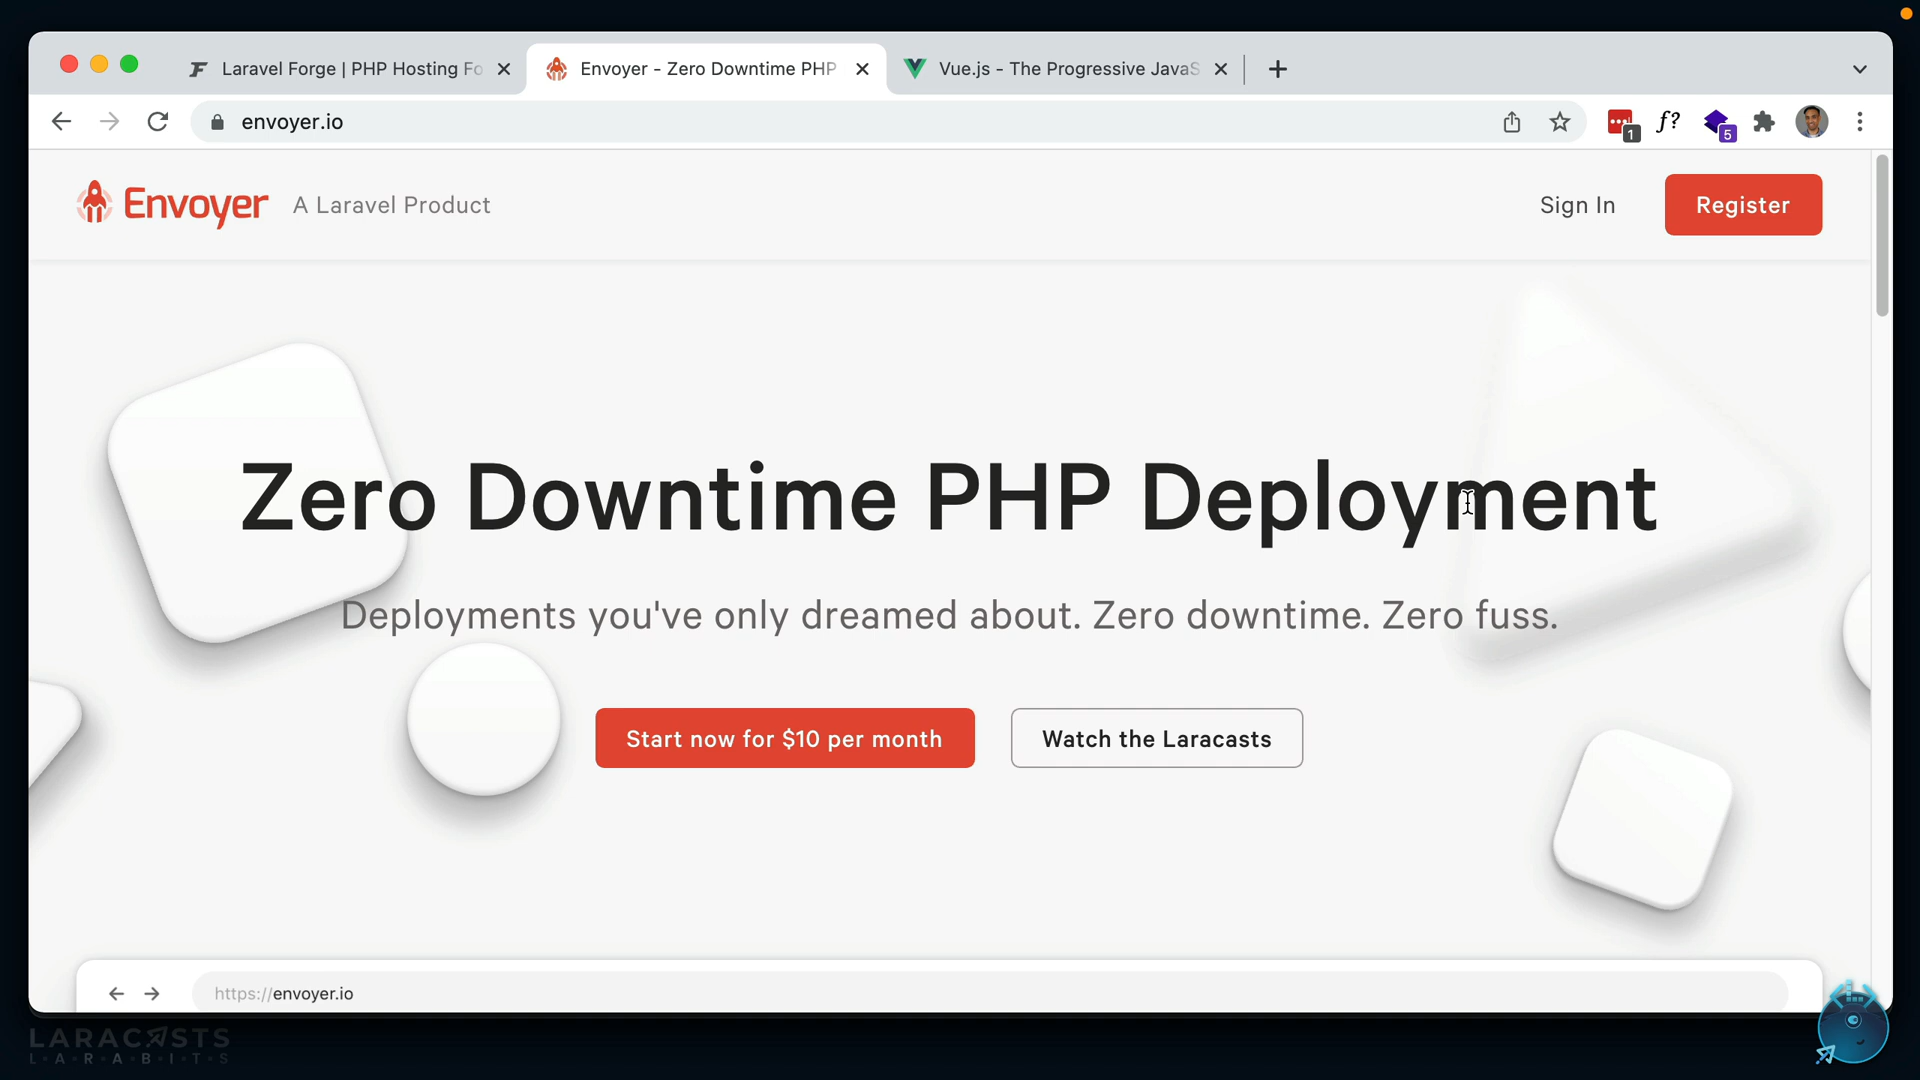 Laravel Forge | PHP Hosting Fo
Envoyer - Zero Downtime PHP
Vue.js - The Progressive JavaS
envoyer.io
1
f?
5
Envoyer
A Laravel Product
Sign In
Register
Zero Downtime PHP Deployment
Deployments you've only dreamed about. Zero downtime. Zero fuss.
Start now for $10 per month
Watch the Laracasts
https://envoyer.io
LARACASTS
L·A·R·A·B·I·T·S